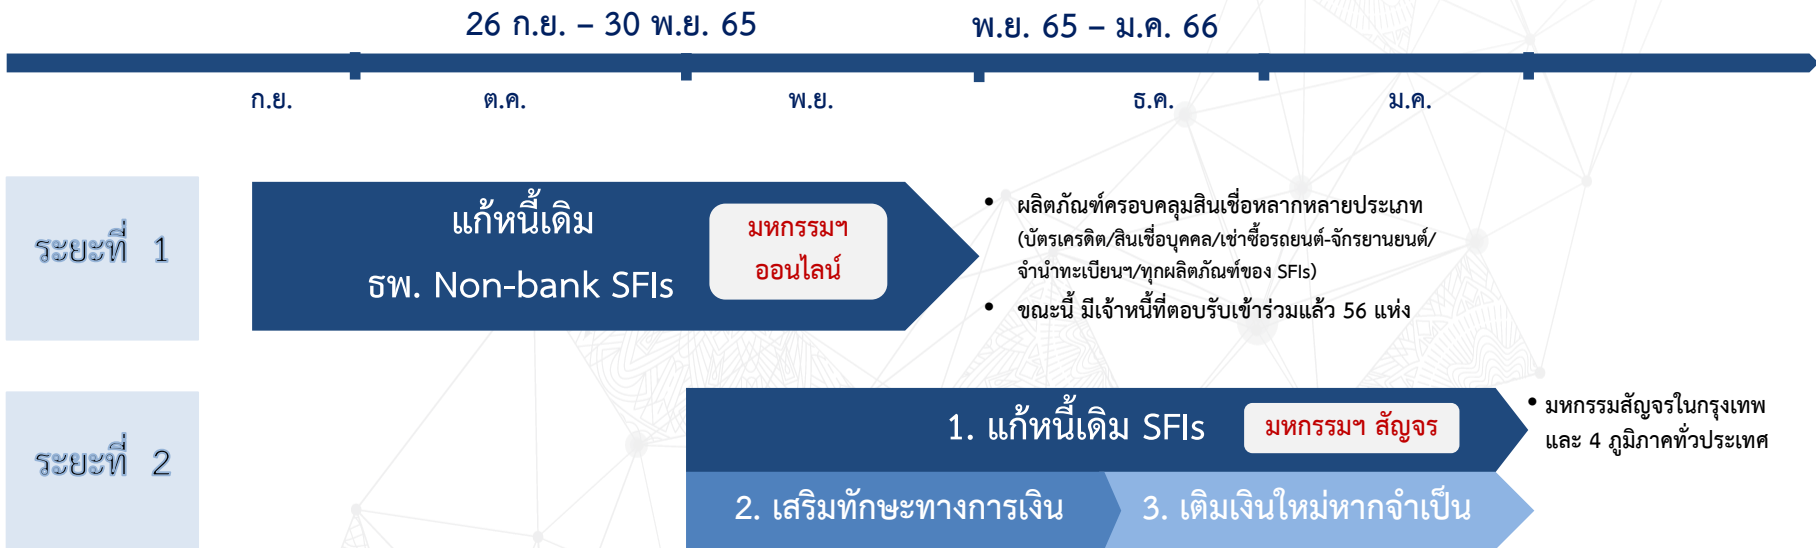 26 ก.ย. – 30 พ.ย. 65
พ.ย. 65 – ม.ค. 66
ก.ย.
ต.ค.
พ.ย.
ธ.ค.
ม.ค.
ระยะที่ 1
แก้หนี้เดิม
ธพ. Non-bank SFIs
มหกรรมฯ
ออนไลน์
• ผลิตภัณฑ์ครอบคลุมสินเชื่อหลากหลายประเภท
(บัตรเครดิต/สินเชื่อบุคคล/เช่าซื้อรถยนต์-จักรยานยนต์/
จำนำทะเบียนฯ/ทุกผลิตภัณฑ์ของ SFIs)
• ขณะนี้ มีเจ้าหนี้ที่ตอบรับเข้าร่วมแล้ว 56 แห่ง
ระยะที่ 2
1. แก้หนี้เดิม SFIs
มหกรรมฯ สัญจร
• มหกรรมสัญจรในกรุงเทพ
และ 4 ภูมิภาคทั่วประเทศ
2. เสริมทักษะทางการเงิน
3. เติมเงินใหม่หากจำเป็น